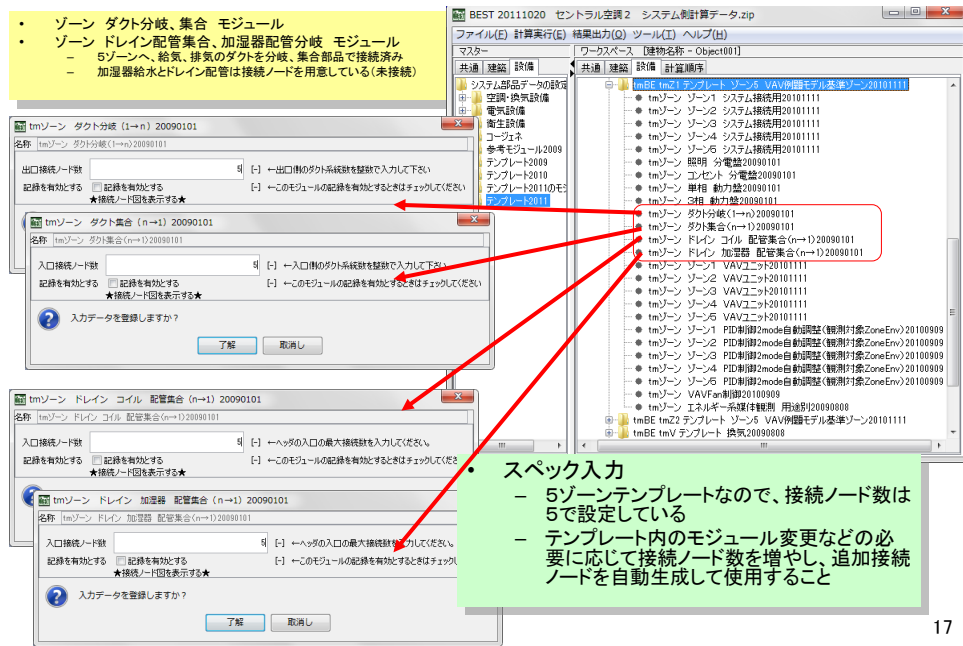 • ゾーン ダクト分岐、集合 モジュール
• ゾーン ドレイン配管集合、加湿器配管分岐 モジュール
– 5ゾーンへ、給気、排気のダクトを分岐、集合部品で接続済み
– 加湿器給水とドレイン配管は接続ノードを用意している(未接続)
BEST 20111020 セントラル空調2 システム側計算データ.zip
ファイル(F) 計算実行(E) 結果出力(O) ツール(T) ヘルプ(H)
マスター
共通 建築 設備
システム部品データの設定
空調・換気設備
電気設備
衛生設備
コージェネ
参考モジュール2009
テンプレート2009
テンプレート2010
テンプレート2011のモジ
テンプレート2011
ワークスペース [建物名称 - Object001]
共通 建築 設備 計算順序
tmBE tmZ1 テンプレート ゾーン5 VAV例題モデル基準ゾーン20101111
tmゾーン ゾーン1 システム接続用20101111
tmゾーン ゾーン2 システム接続用20101111
tmゾーン ゾーン3 システム接続用20101111
tmゾーン ゾーン4 システム接続用20101111
tmゾーン ゾーン5 システム接続用20101111
tmゾーン 照明 分電盤20090101
tmゾーン コンセント 分電盤20090101
tmゾーン 単相 動力盤20090101
tmゾーン 3相 動力盤20090101
tmゾーン ダクト分岐(1→n)20090101
tmゾーン ダクト集合(n→1)20090101
tmゾーン ドレイン コイル 配管集合(n→1)20090101
tmゾーン ドレイン 加湿器 配管集合(n→1)20090101
tmゾーン ゾーン1 VAVユニット20101111
tmゾーン ゾーン2 VAVユニット20101111
tmゾーン ゾーン3 VAVユニット20101111
tmゾーン ゾーン4 VAVユニット20101111
tmゾーン ゾーン5 VAVユニット20101111
tmゾーン ゾーン1 PID制御2mode自動調整(観測対象ZoneEnv)20100909
tmゾーン ゾーン2 PID制御2mode自動調整(観測対象ZoneEnv)20100909
tmゾーン ゾーン3 PID制御2mode自動調整(観測対象ZoneEnv)20100909
tmゾーン ゾーン4 PID制御2mode自動調整(観測対象ZoneEnv)20100909
tmゾーン ゾーン5 PID制御2mode自動調整(観測対象ZoneEnv)20100909
tmゾーン VAVFan制御20100909
tmゾーン エネルギー系媒体観測 用途別20090808
tmBE tmZ2 テンプレート ゾーン5 VAV例題モデル基準ゾーン20101111
tmBE tmV テンプレート 換気20090808
tmゾーン ダクト分岐 (1→n) 20090101
名称 tmゾーン ダクト分岐(1→n)20090101
出口接続ノード数 5 [-] ←出口側のダクト系統数を整数で入力して下さい
記録を有効とする 記録を有効とする [-] ←このモジュールの記録を有効とするときはチェックしてください
★接続ノード図を表示する★
tmゾーン ダクト集合 (n→1) 20090101
名称 tmゾーン ダクト集合(n→1)20090101
入口接続ノード数 5 [-] ←入口側のダクト系統数を整数で入力して下さい
記録を有効とする 記録を有効とする [-] ←このモジュールの記録を有効とするときはチェックしてください
★接続ノード図を表示する★
入力データを登録しますか？
了解 取消し
tmゾーン ドレイン コイル 配管集合 (n→1) 20090101
名称 tmゾーン ドレイン コイル 配管集合(n→1)20090101
入口接続ノード数 5 [-] ←ヘッダの入口の最大接続数を入力してください。
記録を有効とする 記録を有効とする [-] ←このモジュールの記録を有効とするときはチェックしてくださ
★接続ノード図を表示する★
tmゾーン ドレイン 加湿器 配管集合 (n→1) 20090101
名称 tmゾーン ドレイン 加湿器 配管集合(n→1)20090101
入口接続ノード数 5 [-] ←ヘッダの入口の最大接続数を入力してください。
記録を有効とする 記録を有効とする [-] ←このモジュールの記録を有効とするときはチェックし
★接続ノード図を表示する★
入力データを登録しますか？
了解 取消し
• スペック入力
– 5ゾーンテンプレートなので、接続ノード数は
5で設定している
– テンプレート内のモジュール変更などの必
要に応じて接続ノード数を増やし、追加接続
ノードを自動生成して使用すること
17